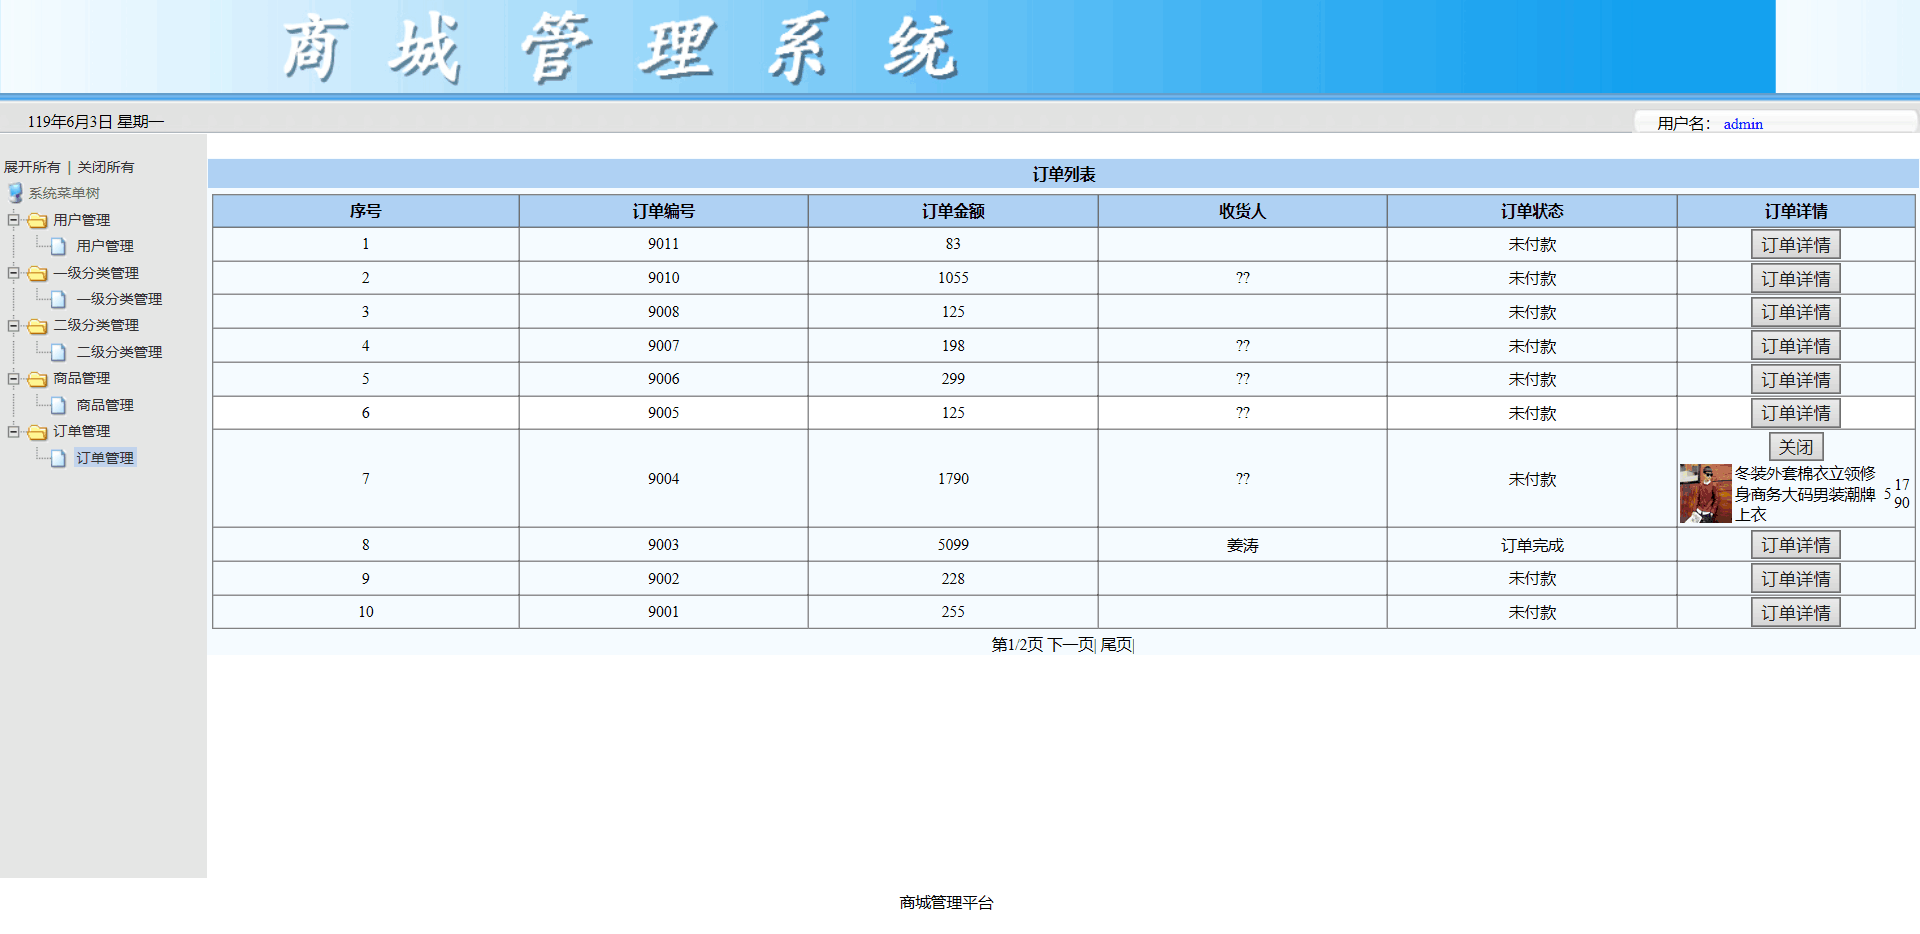 商城管理系统
119年6月3日 星期一
用户名： admin
展开所有 | 关闭所有
系统菜单树
用户管理
用户管理
一级分类管理
一级分类管理
二级分类管理
二级分类管理
商品管理
商品管理
订单管理
订单管理
订单列表
序号 订单编号 订单金额 收货人 订单状态 订单详情
1 9011 83 未付款 订单详情
2 9010 1055 ?? 未付款 订单详情
3 9008 125 未付款 订单详情
4 9007 198 ?? 未付款 订单详情
5 9006 299 ?? 未付款 订单详情
6 9005 125 ?? 未付款 订单详情
7 9004 1790 ?? 未付款 关闭
冬装外套棉衣立领修
身商务大码男装潮牌
上衣
5
17
90
8 9003 5099 姜涛 订单完成 订单详情
9 9002 228 未付款 订单详情
10 9001 255 未付款 订单详情
第1/2页 下一页| 尾页|
商城管理平台